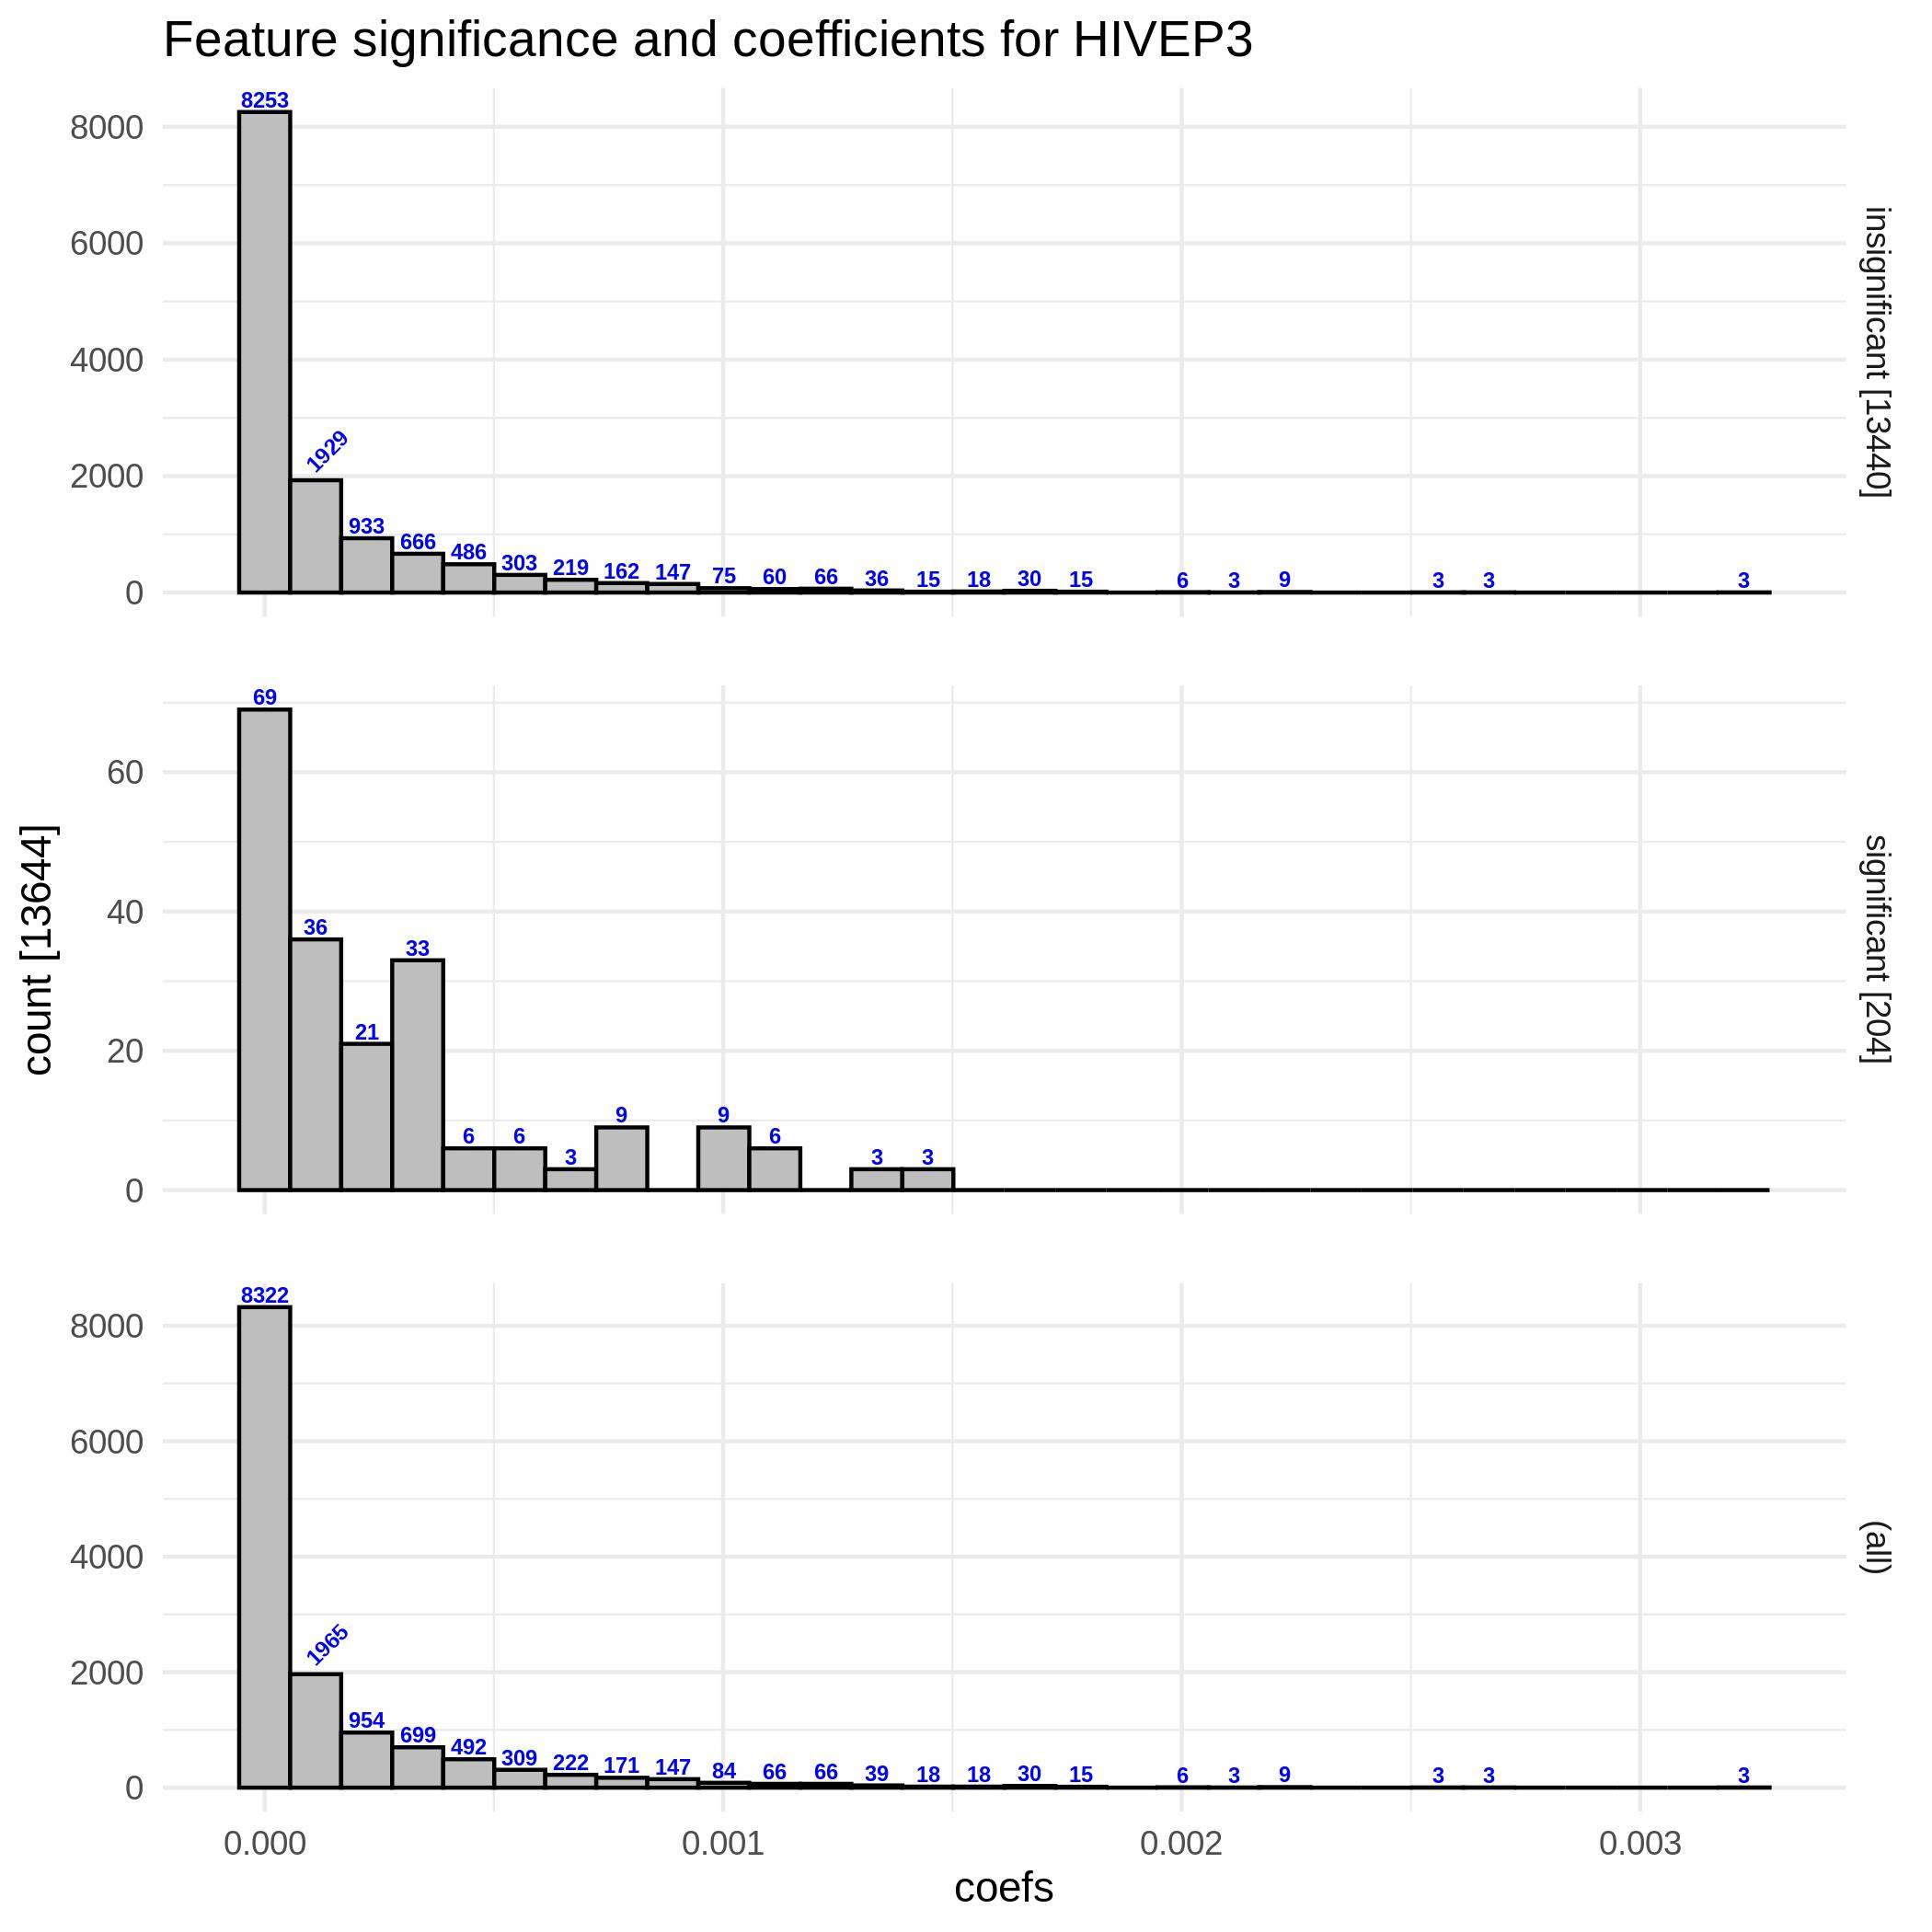 Feature significance and coefficients for HIVEP3
8253
8000
6000
4000
2000
0
1929
933 666 486 303 219 162 147 75 60 66 36 15 18 30 15 6 3 9 3 3 3
insignificant [13440]
69
60
40
20
0
36
21
33
6 6 3 9 9 6 3 3
significant [204]
count [13644]
8322
8000
6000
4000
2000
0
1965
954 699 492 309 222 171 147 84 66 66 39 18 18 30 15 6 3 9 3 3 3
(all)
0.000 0.001 0.002 0.003
coefs